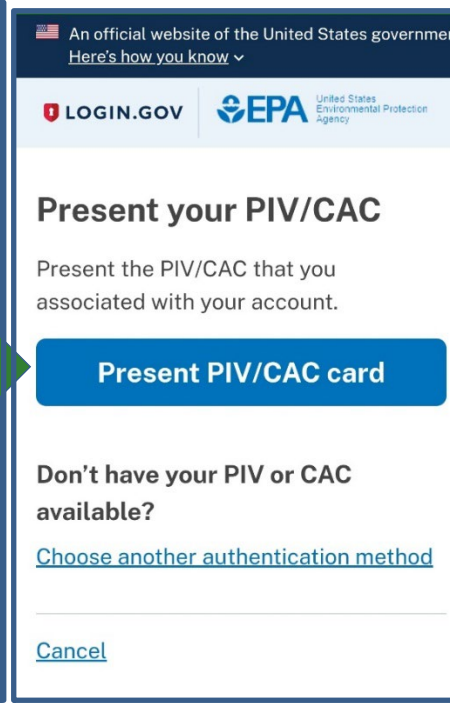 An official website of the United States governmen
Here's how you know
LOGIN.GOV
EPA
United States
Environmental Protection
Agency
Present your PIV/CAC
Present the PIV/CAC that you
associated with your account.
Present PIV/CAC card
Don't have your PIV or CAC
available?
Choose another authentication method
Cancel